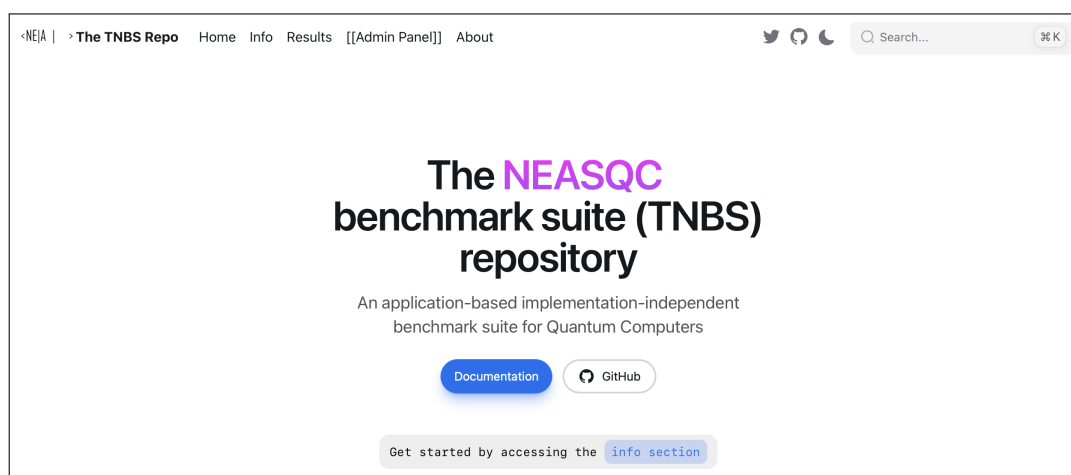 <NE|A | > The TNBS Repo Home Info Results [[Admin Panel]] About Search... ⌘K
The NEASQC
benchmark suite (TNBS)
repository
An application-based implementation-independent
benchmark suite for Quantum Computers
Documentation GitHub
Get started by accessing the info section